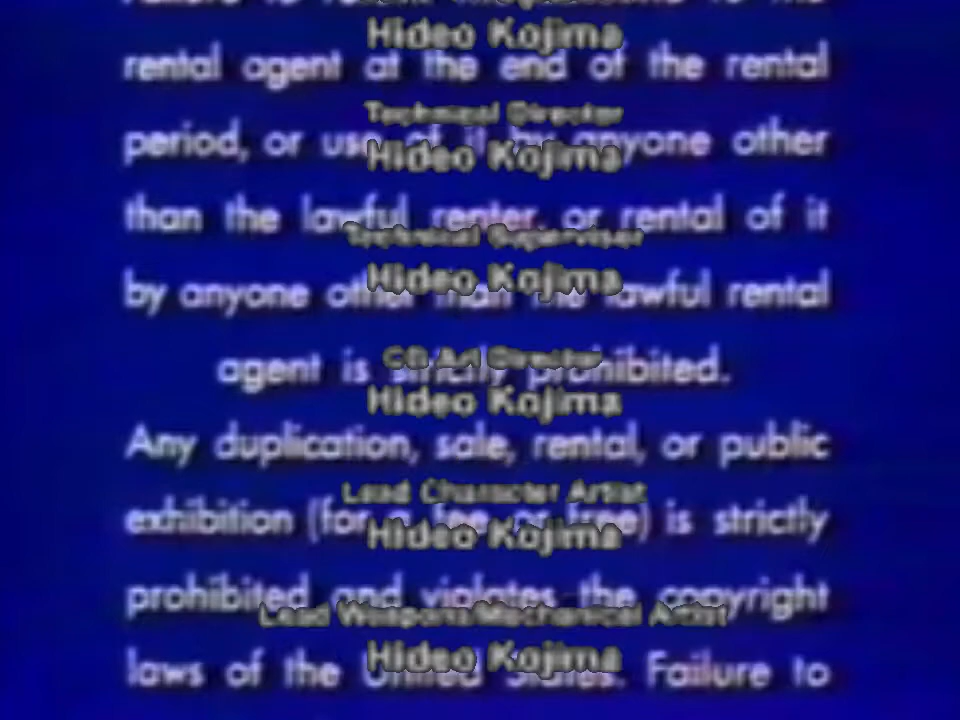 Hideo Kojima
rental agent at the end of the rental
Technical Director
period, or use of it by anyone other
Hideo Kojima
than the lawful renter, or rental of it
Technical Supervisor
Hideo Kojima
by anyone other than the lawful rental
CG Art Director
agent is strictly prohibited.
Hideo Kojima
Any duplication, sale, rental, or public
Lead Character Artist
exhibition (for a fee or free) is strictly
Hideo Kojima
prohibited and violates the copyright
Lead Weapons/Mechanical Artist
Hideo Kojima
laws of the United States. Failure to